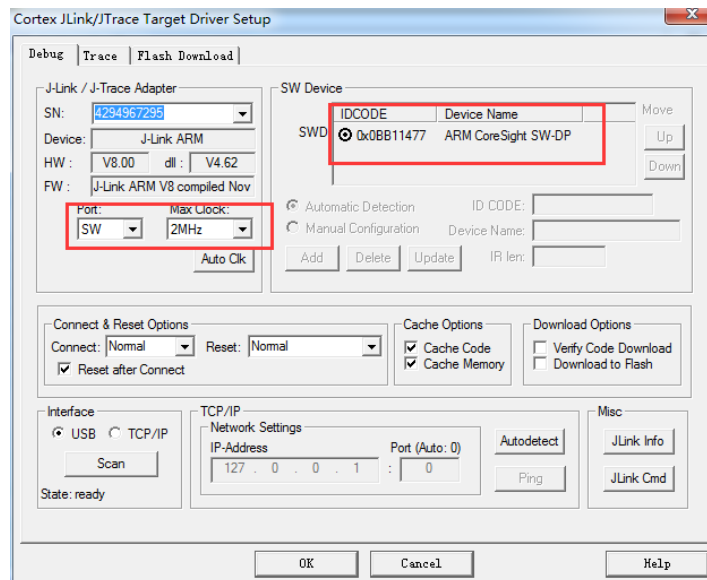 Cortex JLink/JTrace Target Driver Setup
Debug Trace Flash Download
J-Link / J-Trace Adapter
SN: 4294967295
Device: J-Link ARM
HW : V8.00 dll : V4.62
FW : J-Link ARM V8 compiled Nov
Port: Max Clock:
SW 2MHz
Auto Clk
SW Device
IDCODE Device Name
SWD 0x0BB11477 ARM CoreSight SW-DP
Move
Up
Down
Automatic Detection ID CODE:
Manual Configuration Device Name:
Add Delete Update IR len:
Connect & Reset Options
Connect: Normal Reset: Normal
Reset after Connect
Cache Options
Cache Code
Cache Memory
Download Options
Verify Code Download
Download to Flash
Interface
USB TCP/IP
Scan
State: ready
TCP/IP
Network Settings
IP-Address Port (Auto: 0)
127 . 0 . 0 . 1 : 0
Autodetect
Ping
Misc
JLink Info
JLink Cmd
OK Cancel Help